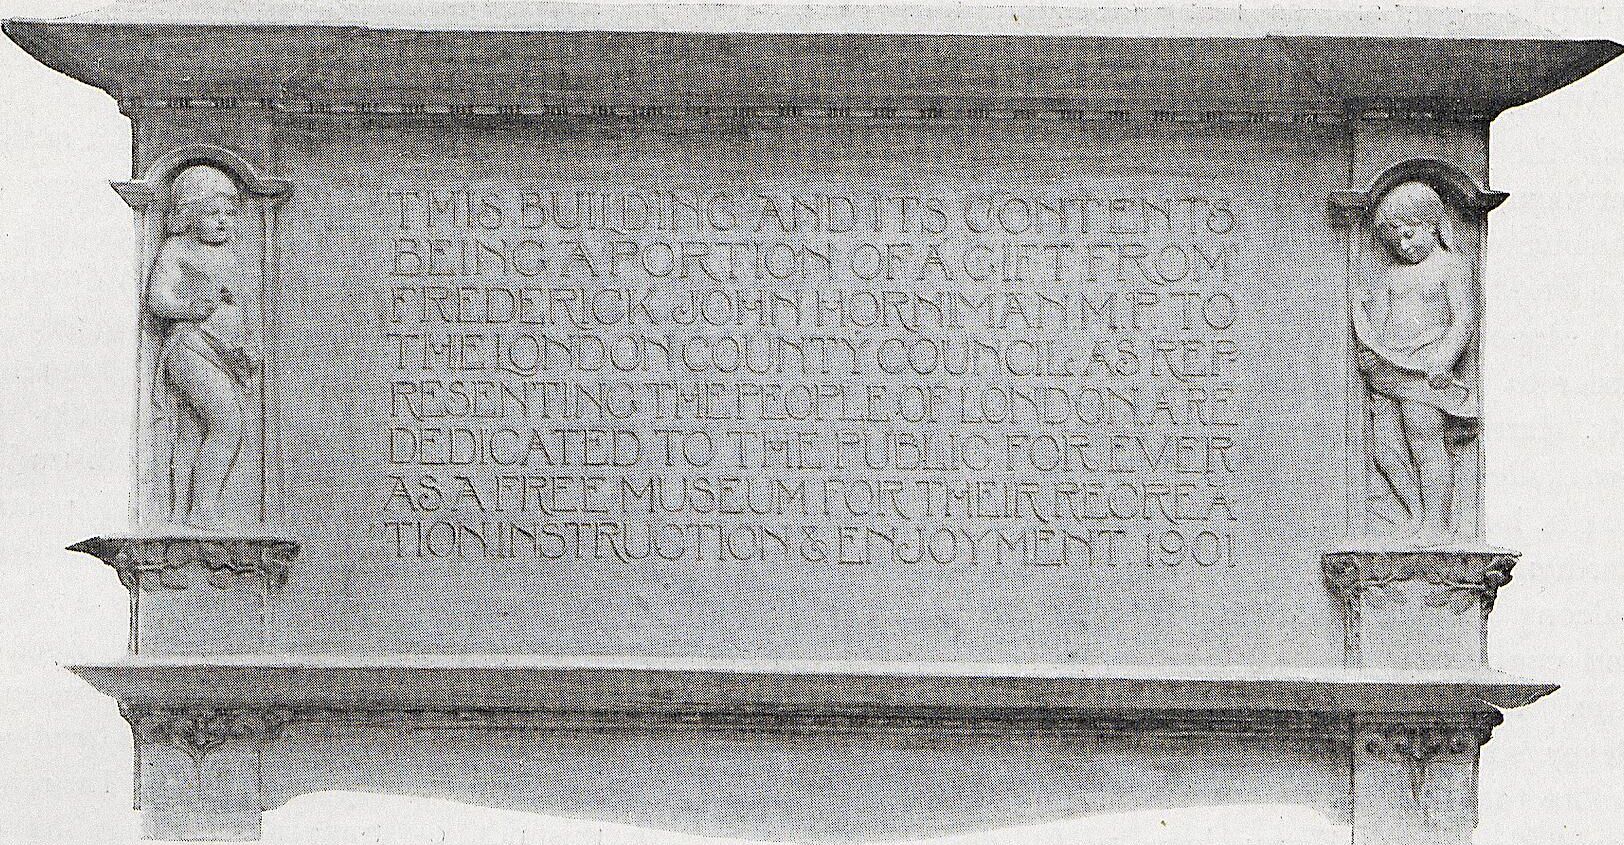 THIS BUILDING AND ITS CONTENTS
BEING A PORTION OF A GIFT FROM
FREDERICK JOHN HORNIMAN. M.P. TO
THE LONDON COUNTY COUNCIL. AS REP
RESENTING THE PEOPLE OF LONDON. ARE
DEDICATED TO THE PUBLIC FOR EVER
AS A FREE MUSEUM FOR THEIR RECREA
TION. INSTRUCTION & ENJOYMENT 1901